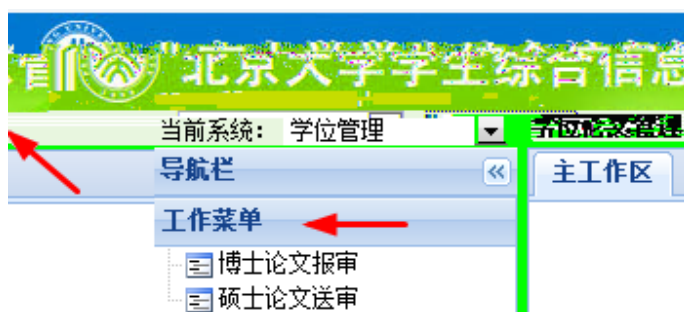 北京大学学生综合信息
当前系统： 学位管理
导航栏 主工作区
工作菜单
博士论文报审
硕士论文送审